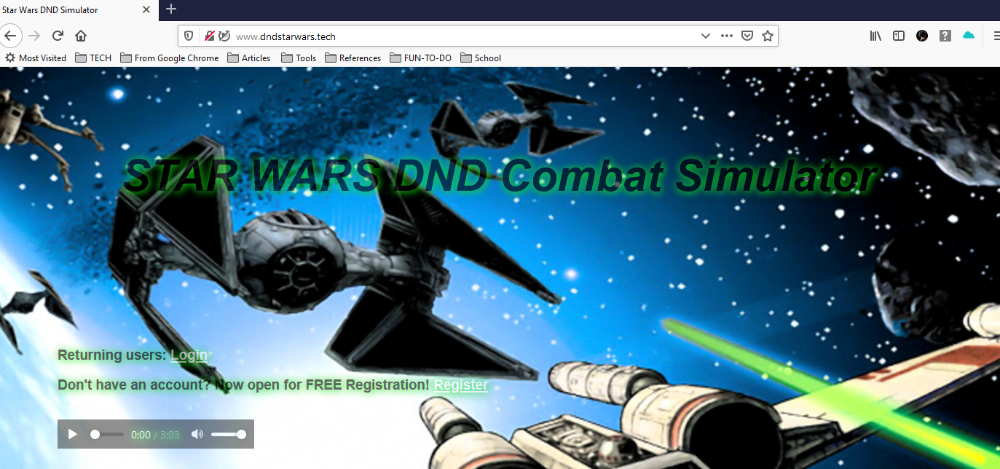 Star Wars DND Simulator
www.dndstarwars.tech
Most Visited TECH From Google Chrome Articles Tools References FUN-TO-DO School
STAR WARS DND Combat Simulator
Returning users: Login
Don't have an account? Now open for FREE Registration! Register
0:00 / 3:03